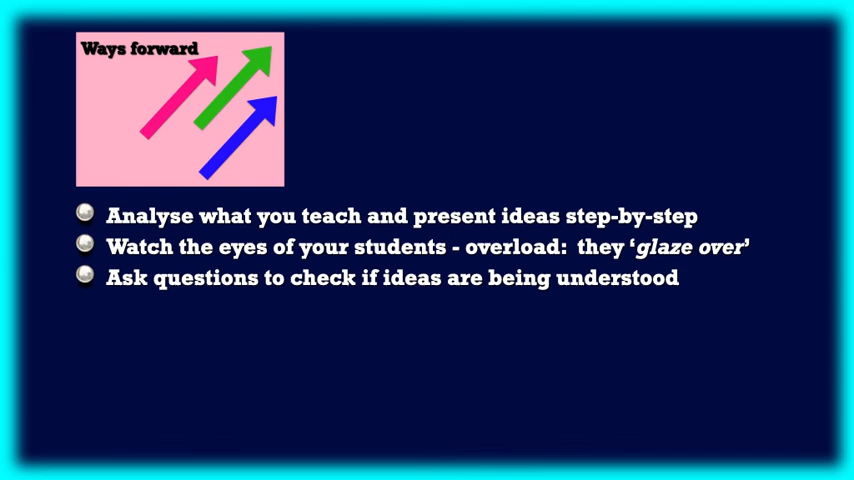 Ways forward
Analyse what you teach and present ideas step-by-step
Watch the eyes of your students - overload: they ‘glaze over’
Ask questions to check if ideas are being understood